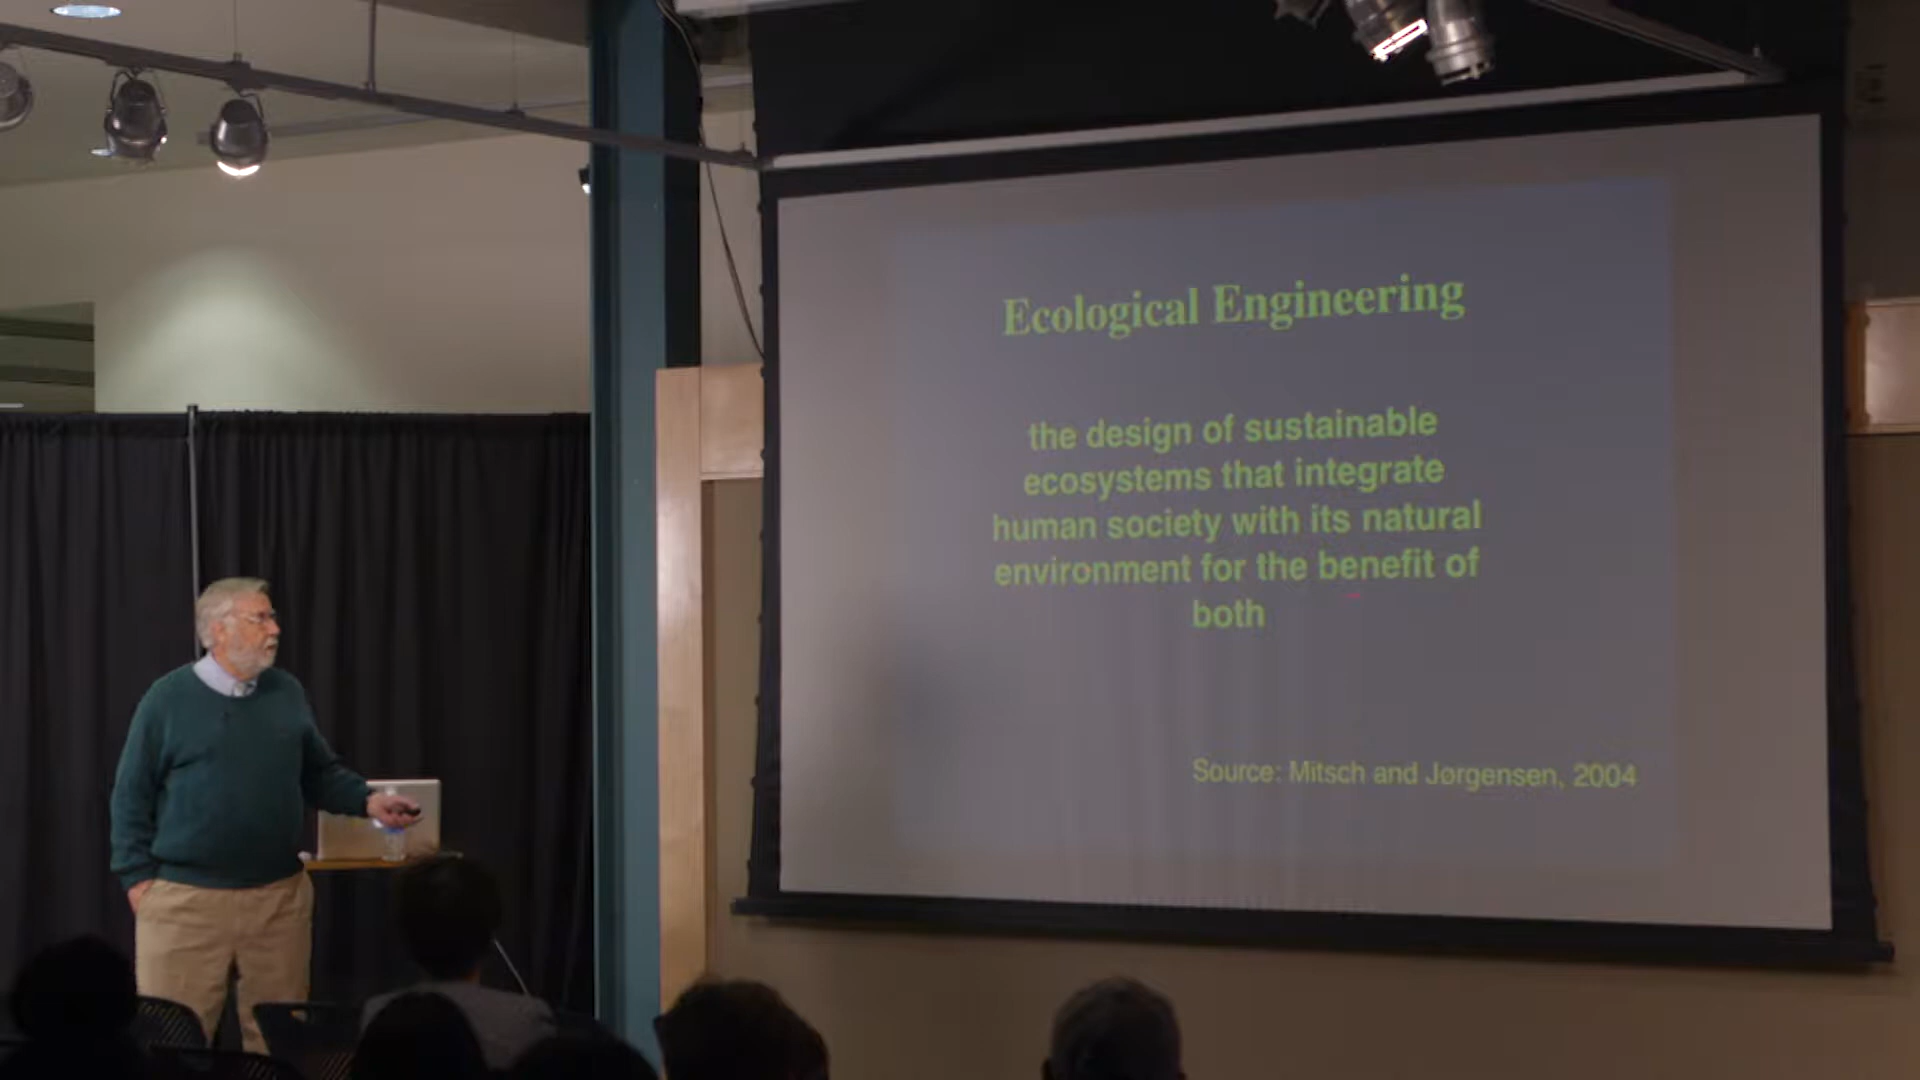 Ecological Engineering
the design of sustainable
ecosystems that integrate
human society with its natural
environment for the benefit of
both
Source: Mitsch and Jørgensen, 2004